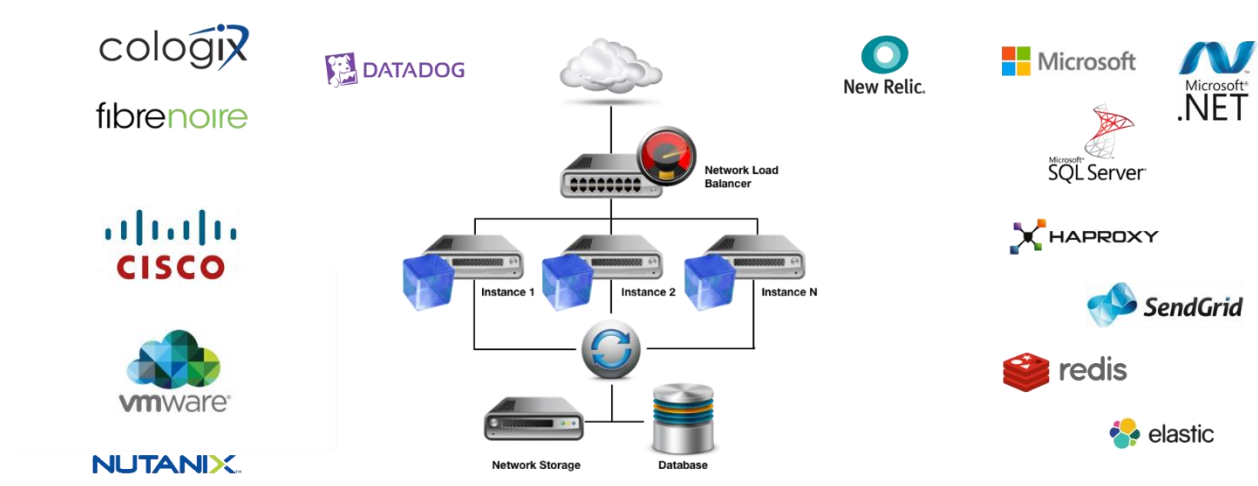 cologix
fibrenoire
CISCO
vmware®
NUTANIX™
DATADOG
Network Load
Balancer
Instance 1
Instance 2
Instance N
Network Storage
Database
New Relic.
Microsoft
Microsoft®
.NET
Microsoft®
SQL Server
HAPROXY
SendGrid
redis
elastic